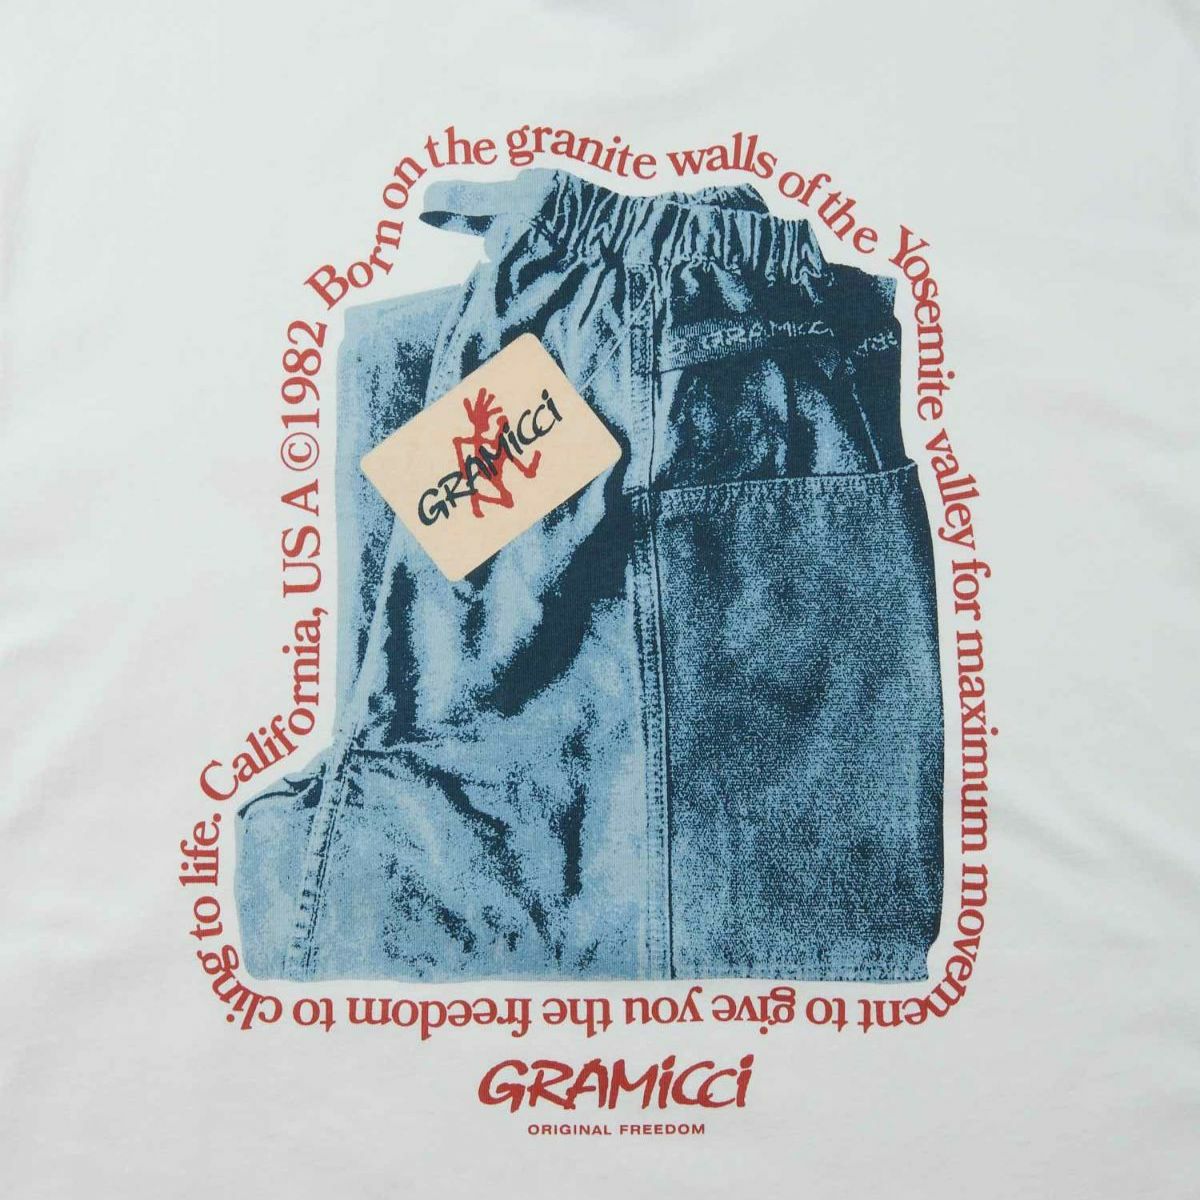 Born on the granite walls of the Yosemite valley for maximum movement to give you the freedom to cling to life. California, US A ©1982
GRAMiCCi
GRAMICCI
GRAMiCCi
ORIGINAL FREEDOM